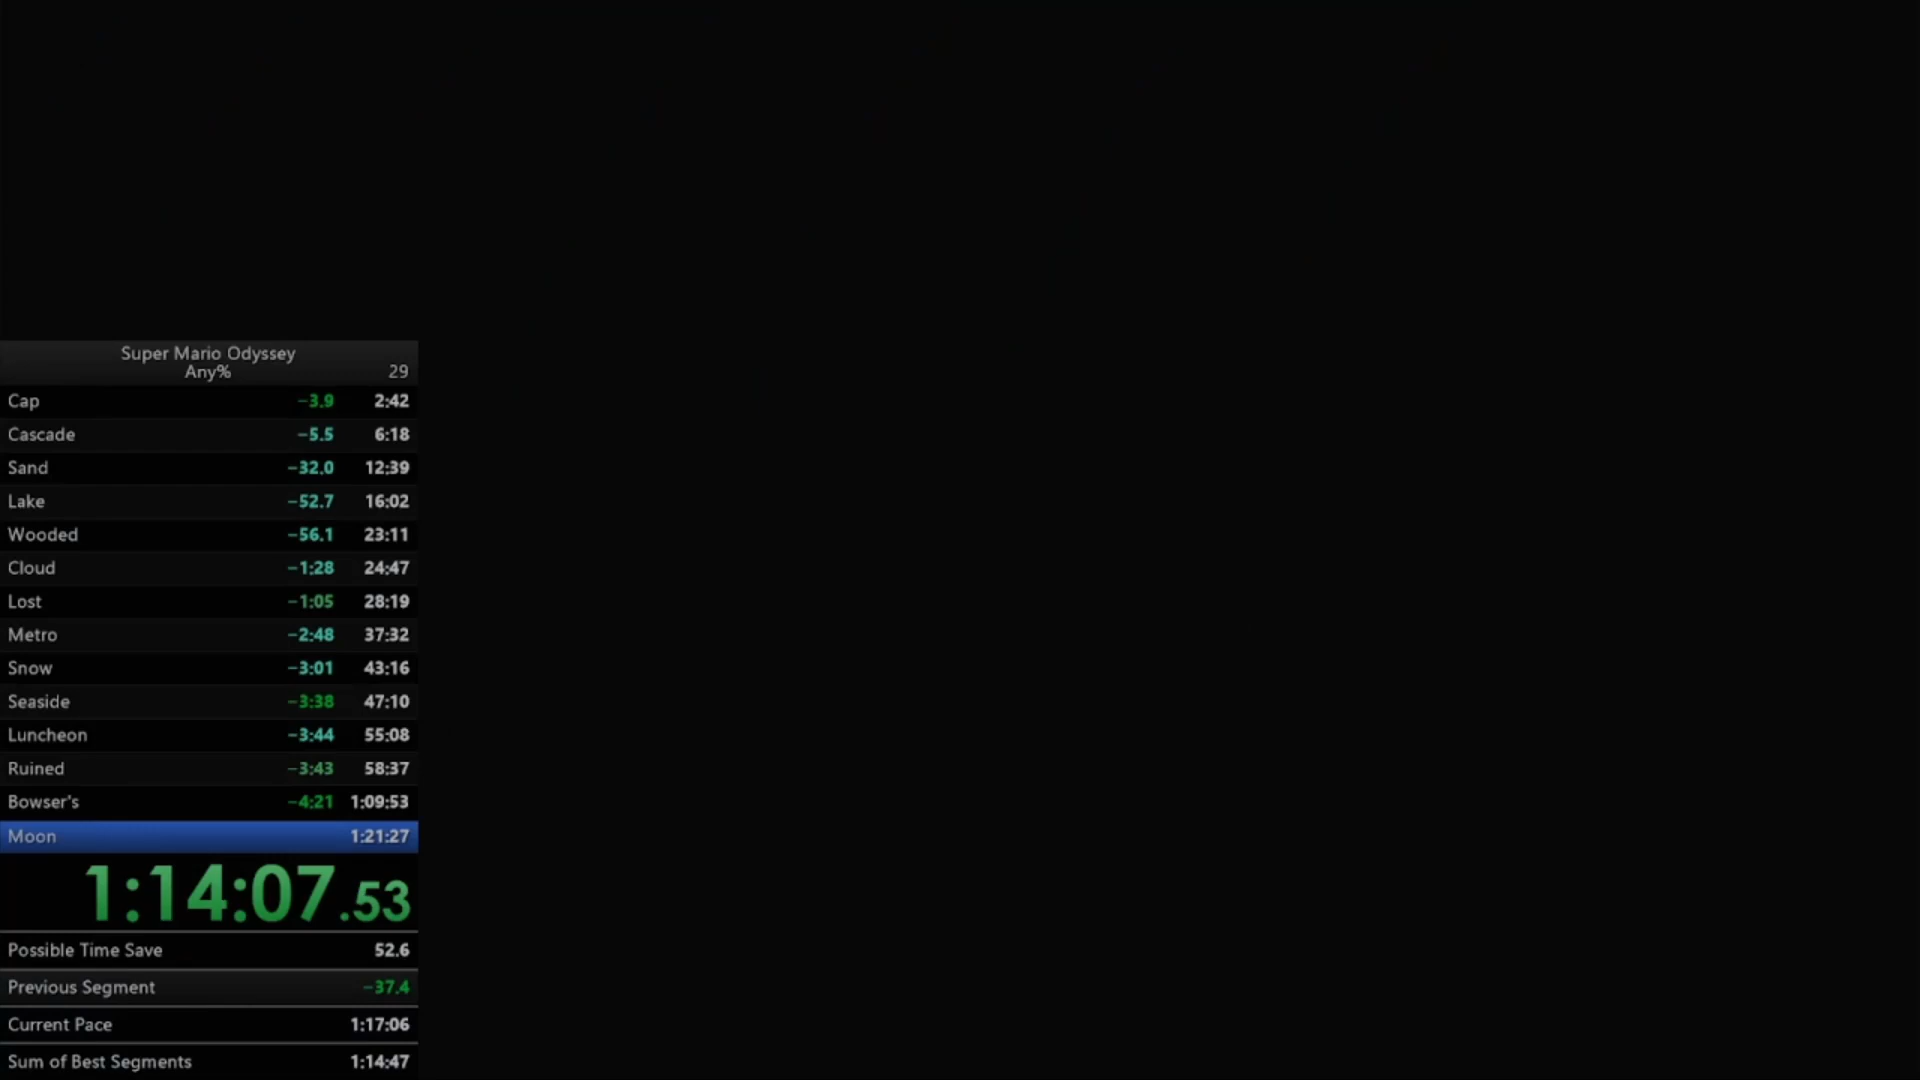 Super Mario Odyssey
Any% 29
Cap −3.9 2:42
Cascade −5.5 6:18
Sand −32.0 12:39
Lake −52.7 16:02
Wooded −56.1 23:11
Cloud −1:28 24:47
Lost −1:05 28:19
Metro −2:48 37:32
Snow −3:01 43:16
Seaside −3:38 47:10
Luncheon −3:44 55:08
Ruined −3:43 58:37
Bowser's −4:21 1:09:53
Moon 1:21:27
1:14:07.53
Possible Time Save 52.6
Previous Segment −37.4
Current Pace 1:17:06
Sum of Best Segments 1:14:47